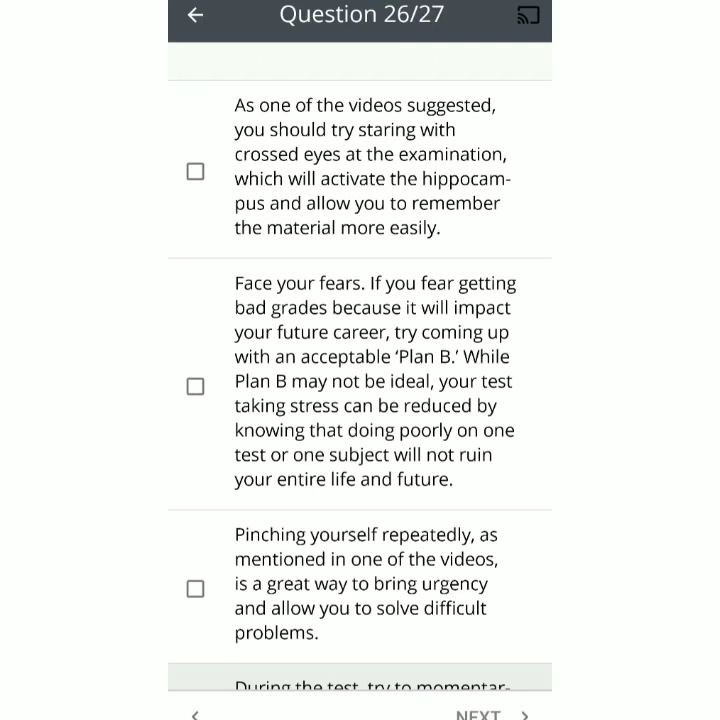 Question 26/27
As one of the videos suggested,
you should try staring with
crossed eyes at the examination,
which will activate the hippocam-
pus and allow you to remember
the material more easily.
Face your fears. If you fear getting
bad grades because it will impact
your future career, try coming up
with an acceptable ‘Plan B.’ While
Plan B may not be ideal, your test
taking stress can be reduced by
knowing that doing poorly on one
test or one subject will not ruin
your entire life and future.
Pinching yourself repeatedly, as
mentioned in one of the videos,
is a great way to bring urgency
and allow you to solve difficult
problems.
During the test, try to momentar-
NEXT